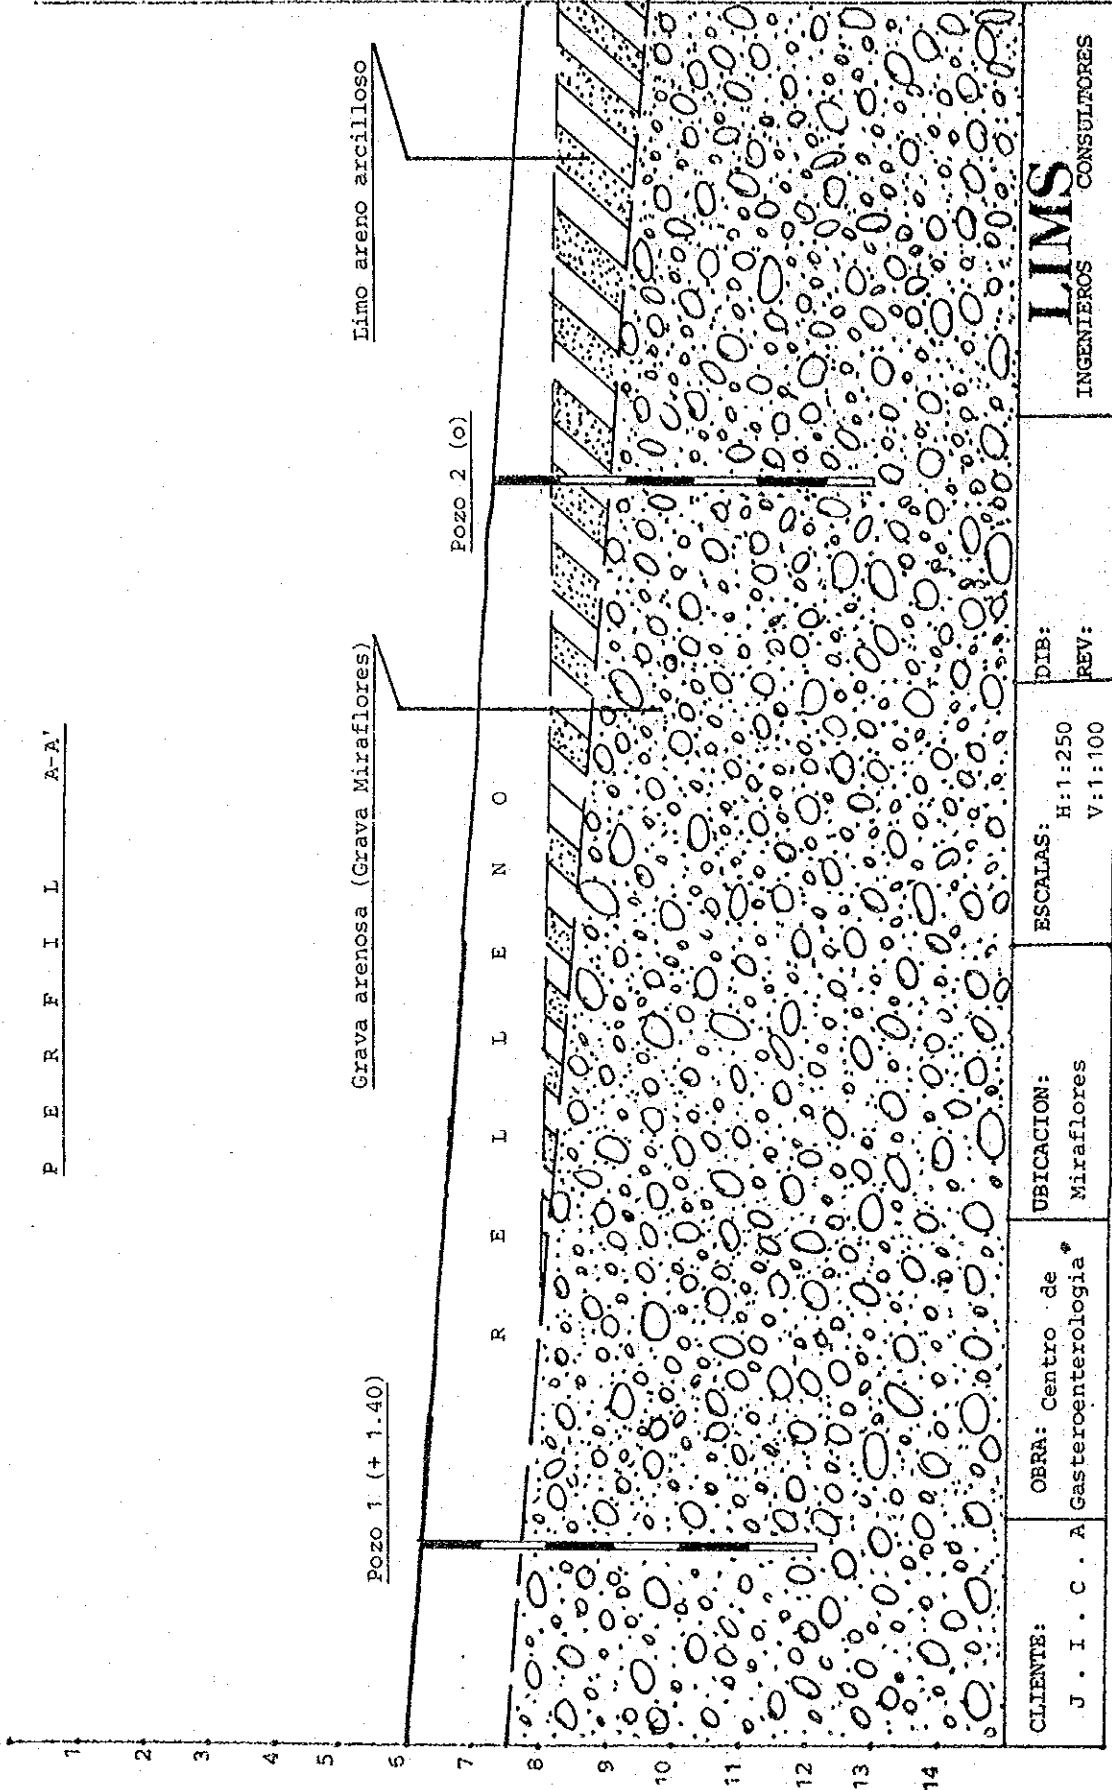 P E R F I L A-A'
Pozo 1 (+ 1.40)
Grava arenosa (Grava Miraflores)
Pozo 2 (o)
Limo areno arcilloso
R E L L E N O
1
2
3
4
5
6
7
8
9
10
11
12
13
14
CLIENTE:
J . I . C . A
OBRA: Centro de
Gasteroenterologia
UBICACION:
Miraflores
ESCALAS:
H:1:250
V:1:100
DIB:
REV:
LIMS
INGENIEROS CONSULTORES